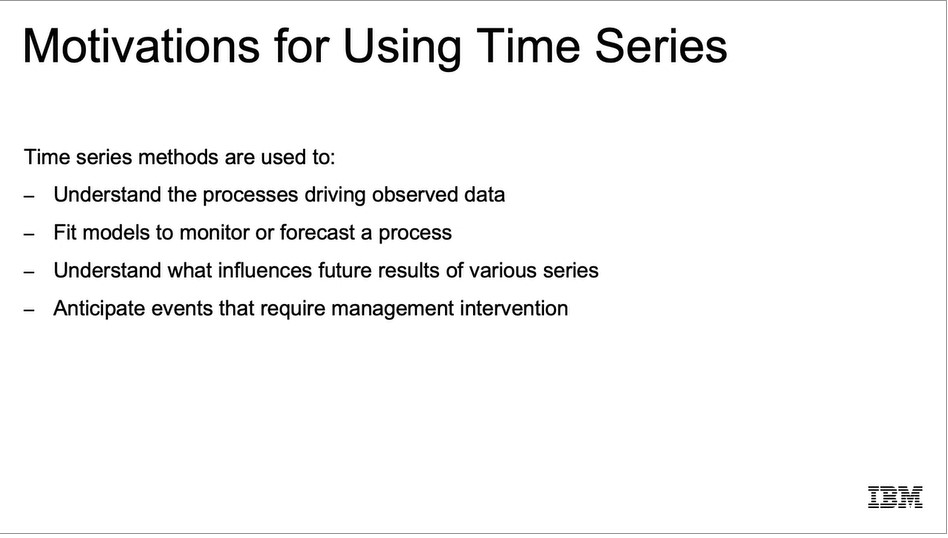 Motivations for Using Time Series
Time series methods are used to:
– Understand the processes driving observed data
– Fit models to monitor or forecast a process
– Understand what influences future results of various series
– Anticipate events that require management intervention
IBM